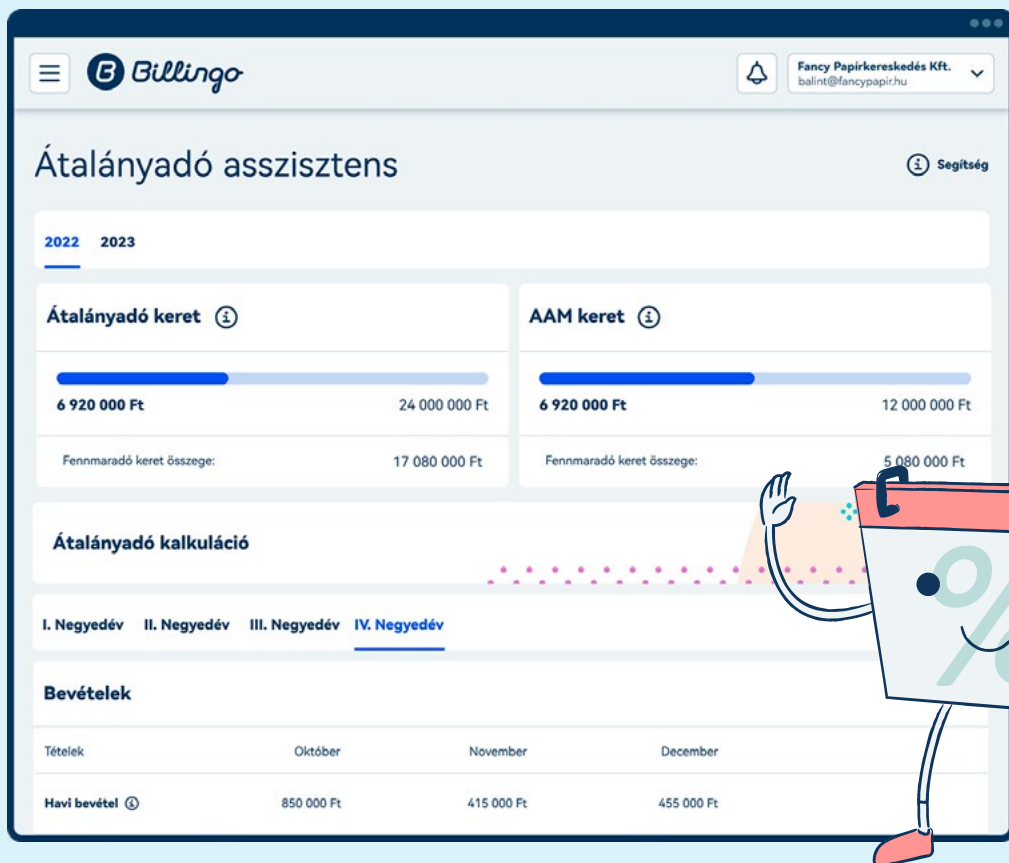 Billingo
Fancy Papírkereskedés Kft.
balint@fancypapir.hu
Átalányadó asszisztens
Segítség
2022 2023
Átalányadó keret
6 920 000 Ft 24 000 000 Ft
Fennmaradó keret összege: 17 080 000 Ft
AAM keret
6 920 000 Ft 12 000 000 Ft
Fennmaradó keret összege: 5 080 000 Ft
Átalányadó kalkuláció
I. Negyedév II. Negyedév III. Negyedév IV. Negyedév
Bevételek
Tételek Október November December
Havi bevétel 850 000 Ft 415 000 Ft 455 000 Ft
%